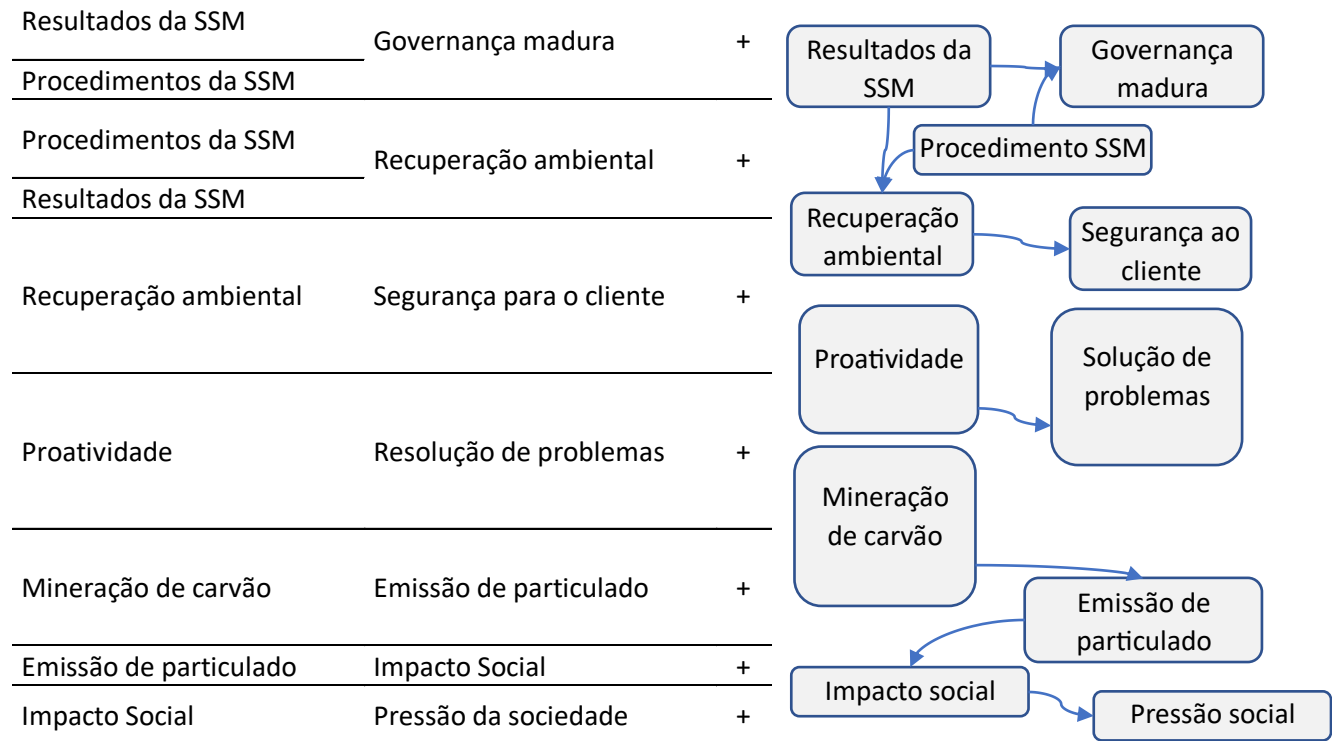 Resultados da SSM
Governança madura +
Procedimentos da SSM
Procedimentos da SSM
Recuperação ambiental +
Resultados da SSM
Recuperação ambiental Segurança para o cliente +
Proatividade Resolução de problemas +
Mineração de carvão Emissão de particulado +
Emissão de particulado Impacto Social +
Impacto Social Pressão da sociedade +
Resultados da
SSM
Governança
madura
Procedimento SSM
Recuperação
ambiental
Segurança ao
cliente
Proatividade
Solução de
problemas
Mineração
de carvão
Emissão de
particulado
Impacto social
Pressão social